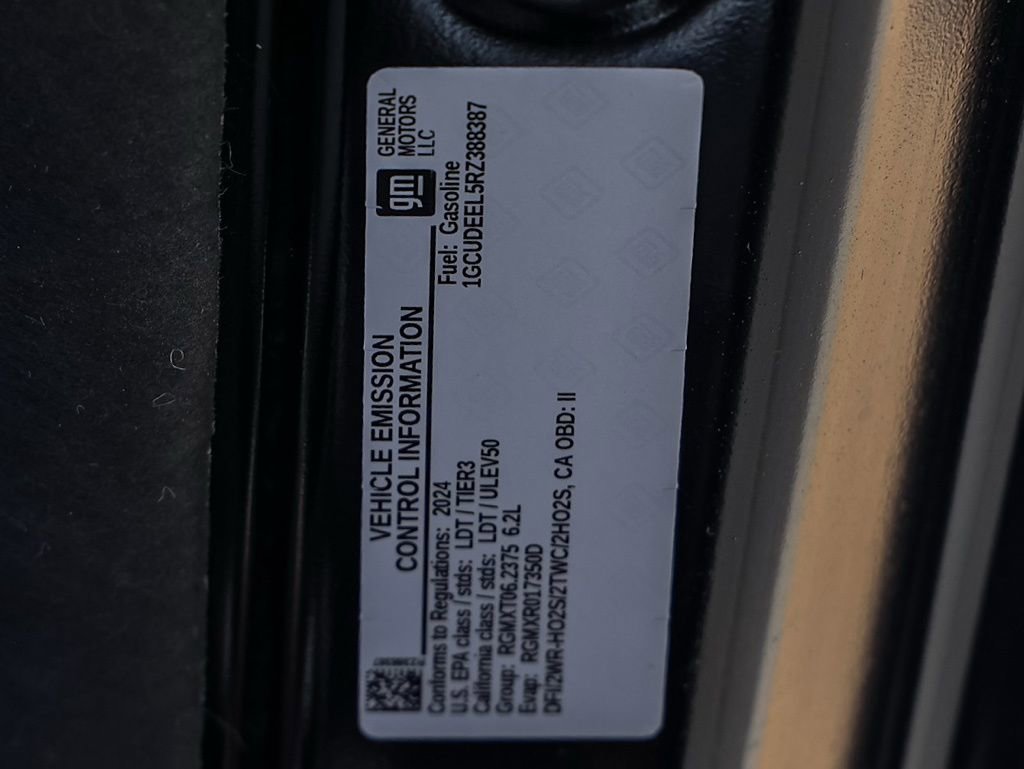 VEHICLE EMISSION
CONTROL INFORMATION
gm
GENERAL
MOTORS
LLC
Conforms to Regulations: 2024
U.S. EPA class / stds: LDT / TIER3
California class / stds: LDT / ULEV50
Group: RGMXT06.2375 6.2L
Evap: RGMXR017350D
DFI/2WR-HO2S/2TWC/2HO2S, CA OBD: II
Fuel: Gasoline
1GCUDEEL5RZ388387